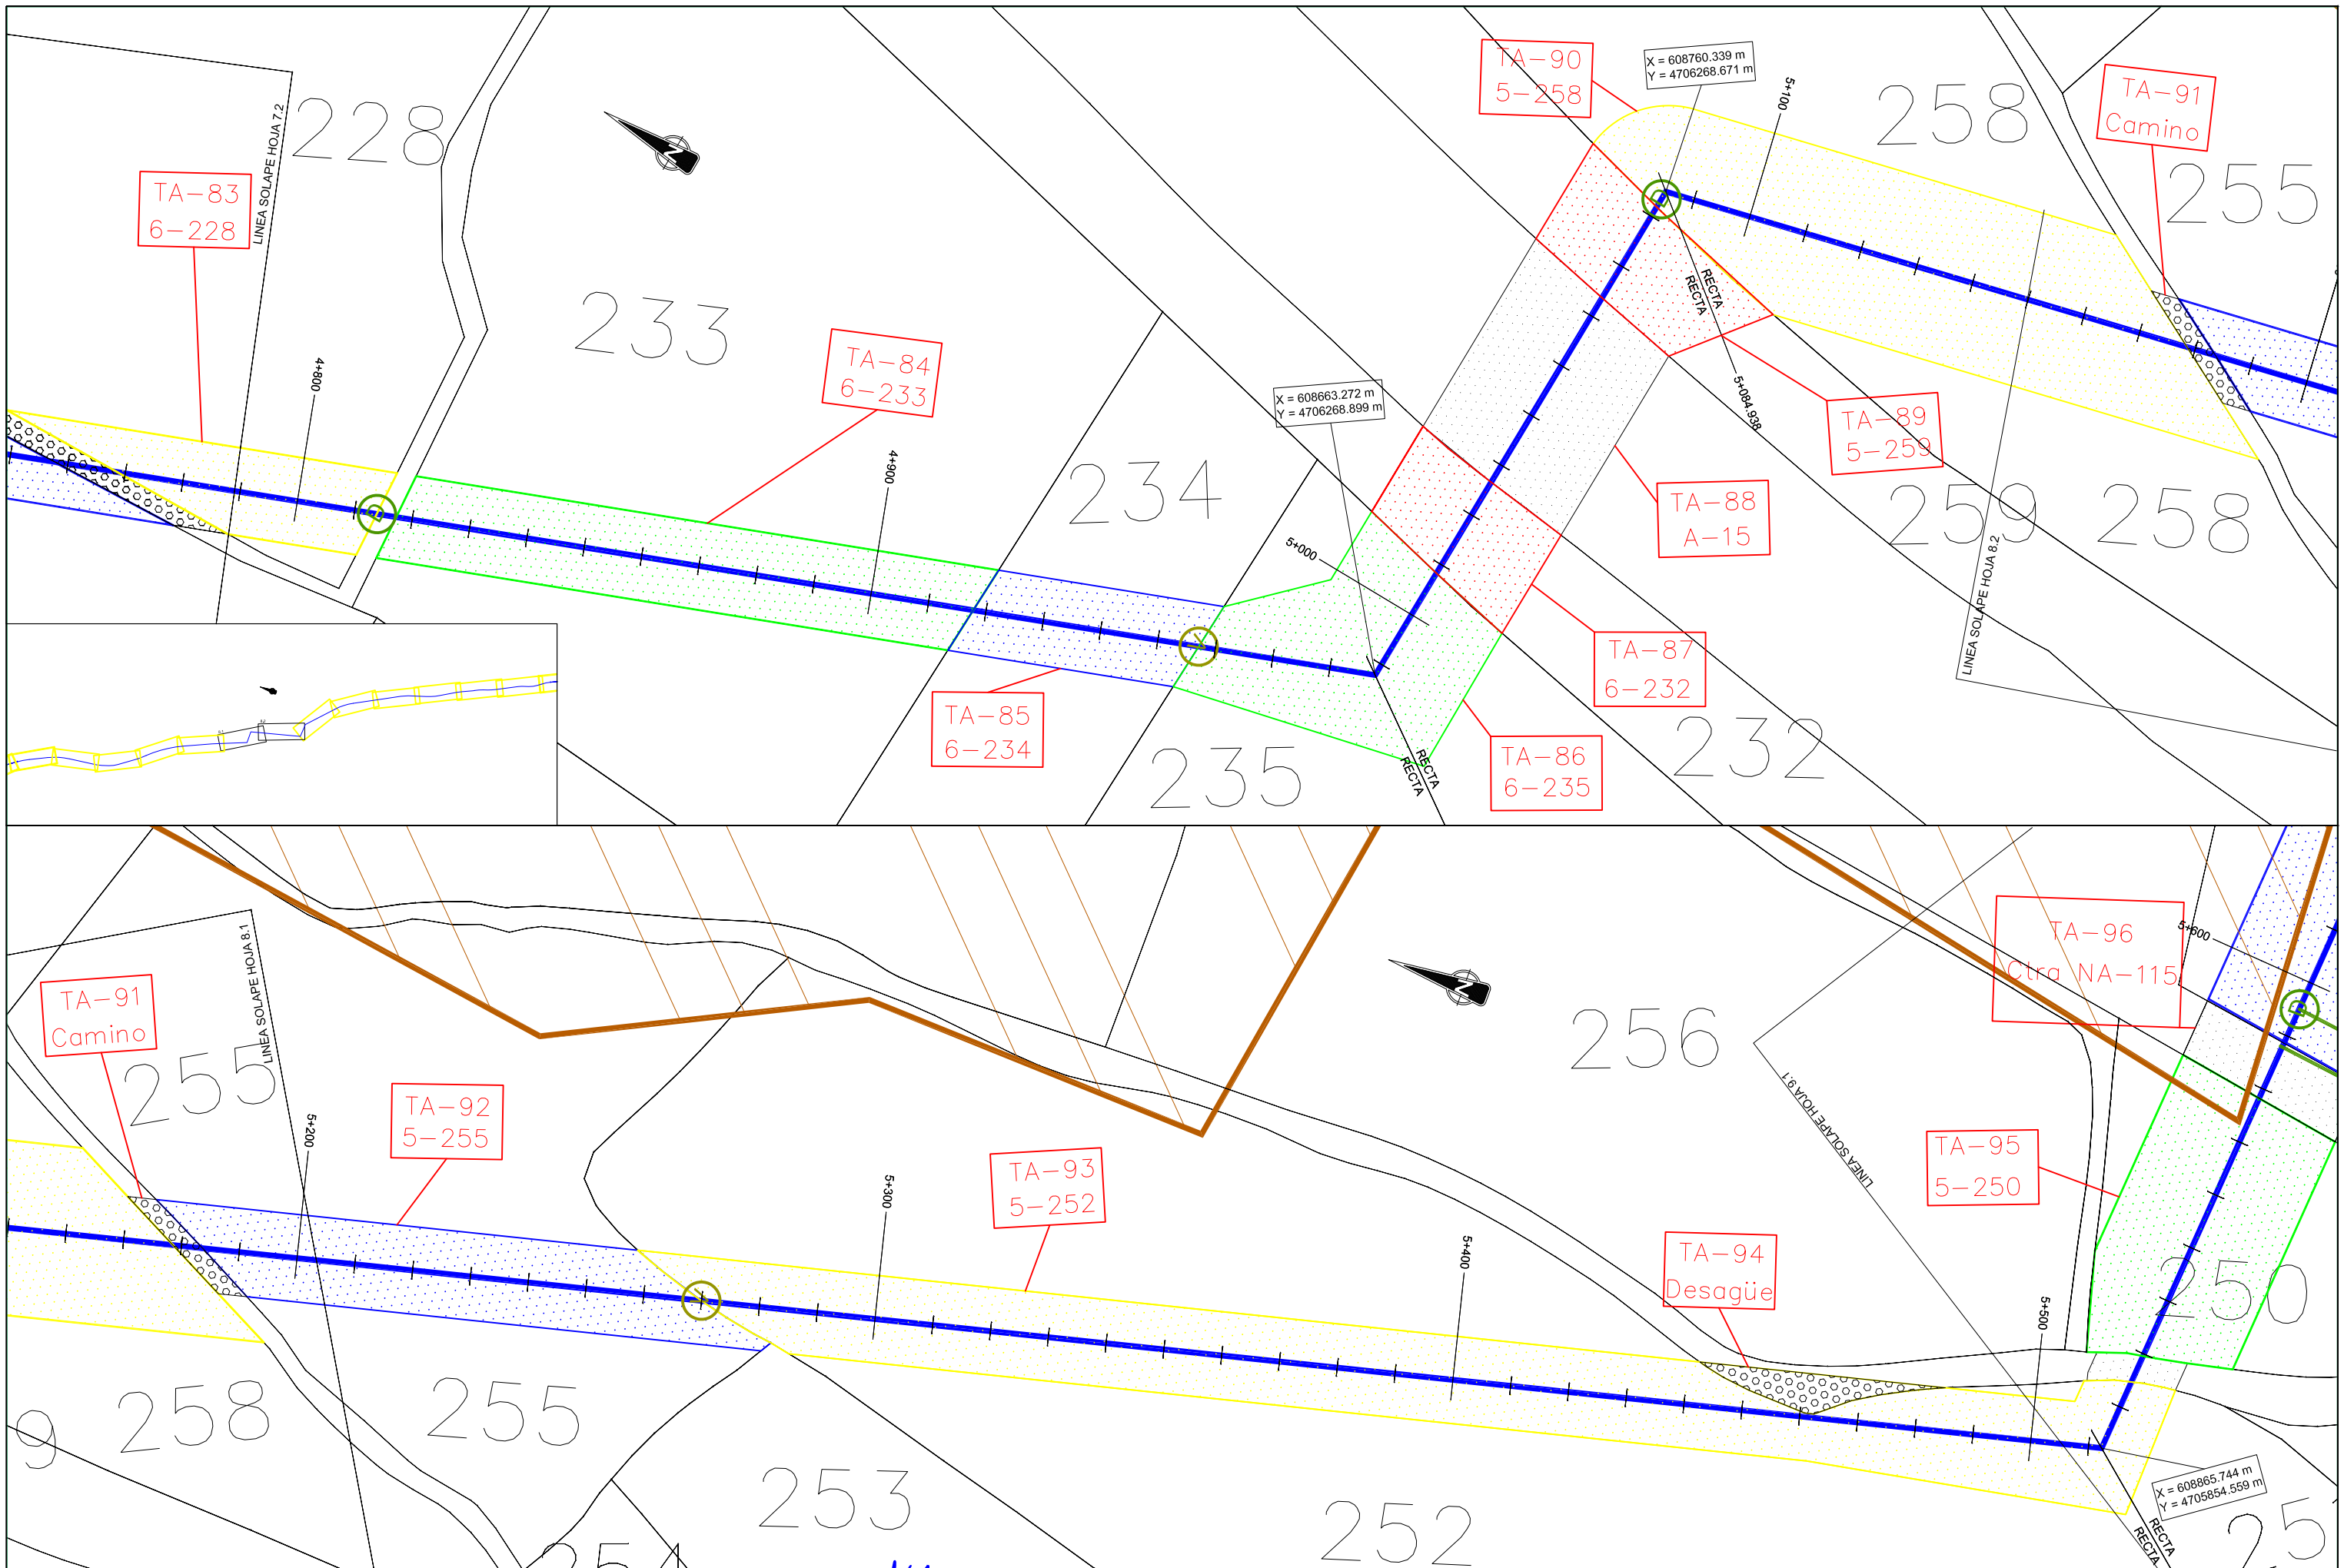 228
LINEA SOLAPE HOJA 7.2
TA-83
6-228
4+800
233
TA-84
6-233
4+900
N
234
TA-85
6-234
235
X = 608663.272 m
Y = 4706268.899 m
5+000
RECTA
RECTA
TA-86
6-235
TA-87
6-232
232
TA-88
A-15
TA-89
5-259
259
258
TA-90
5-258
X = 608760.339 m
Y = 4706268.671 m
5+100
RECTA
RECTA
5+084.938
258
TA-91
Camino
255
LINEA SOLAPE HOJA 8.2
TA-91
Camino
255
LINEA SOLAPE HOJA 8.1
5+200
TA-92
5-255
258
255
9
254
253
5+300
TA-93
5-252
252
N
256
5+400
LINEA SOLAPE HOJA 9.1
TA-94
Desagüe
5+500
TA-95
5-250
250
TA-96
Ctra NA-115
5+600
X = 608865.744 m
Y = 4705854.559 m
RECTA
RECTA
25